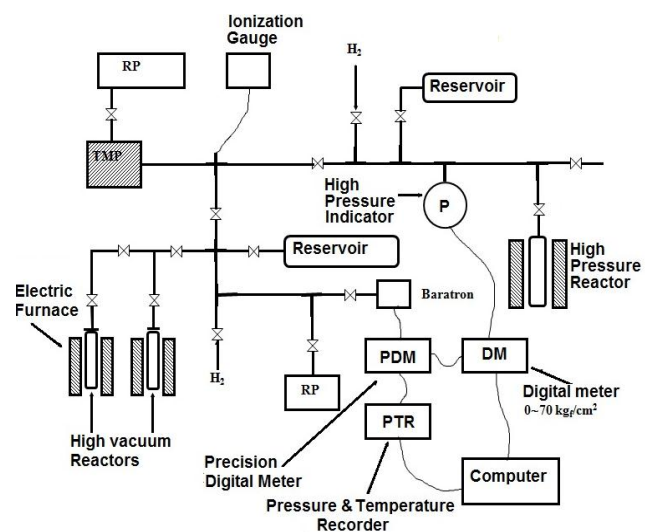 Ionization
Gauge
RP
H2
Reservoir
TMP
High
Pressure
Indicator
P
High
Pressure
Reactor
Reservoir
Electric
Furnace
Baratron
H2
RP
PDM
DM
Digital meter
0~70 kgf/cm2
PTR
High vacuum
Reactors
Precision
Digital Meter
Computer
Pressure & Temperature
Recorder